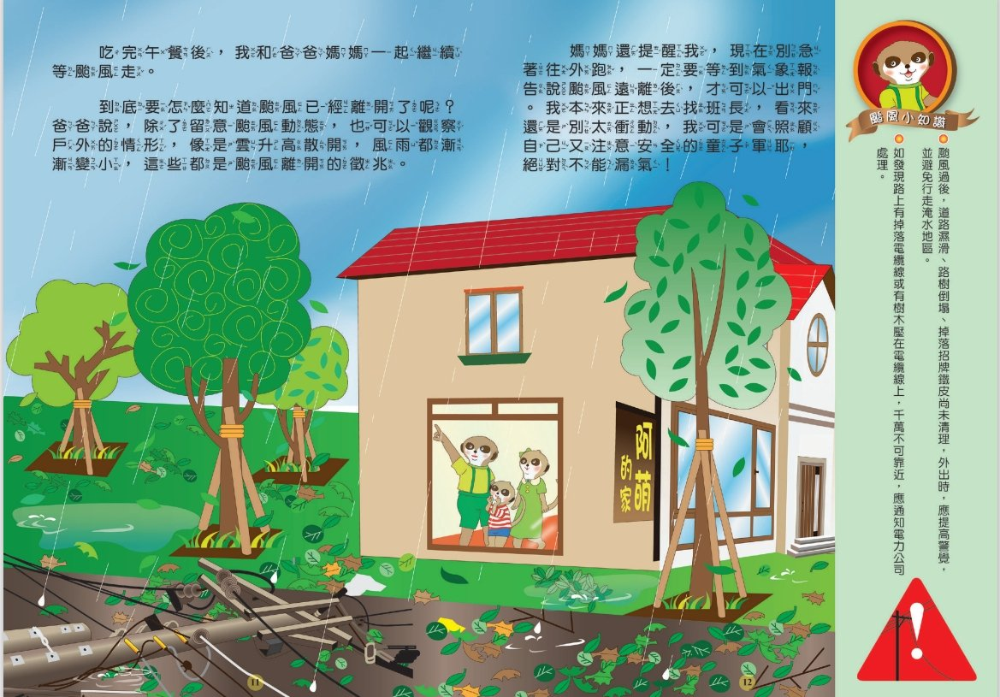 吃完午餐後，我和爸爸媽媽一起繼續
等颱風走。
到底要怎麼知道颱風已經離開了呢？
爸爸說，除了留意颱風動態，也可以觀察
戶外的情形，像是雲升高散開，風雨都漸
漸變小，這些都是颱風離開的徵兆。
媽媽還提醒我，現在別急
著往外跑，一定要等到氣象報
告說颱風遠離後，才可以出門
。我本來正想去找班長，看來
還是別太衝動，我可是會照顧
自己又注意安全的童子軍耶，
絕對不能漏氣！
颱風小知識
颱風過後，道路濕滑、路樹倒塌、掉落招牌鐵皮尚未清理，外出時，應提高警覺，
並避免行走淹水地區。
如發現路上有掉落電纜線或有樹木壓在電纜線上，千萬不可靠近，應通知電力公司
處理。
阿萌
的家
11
12